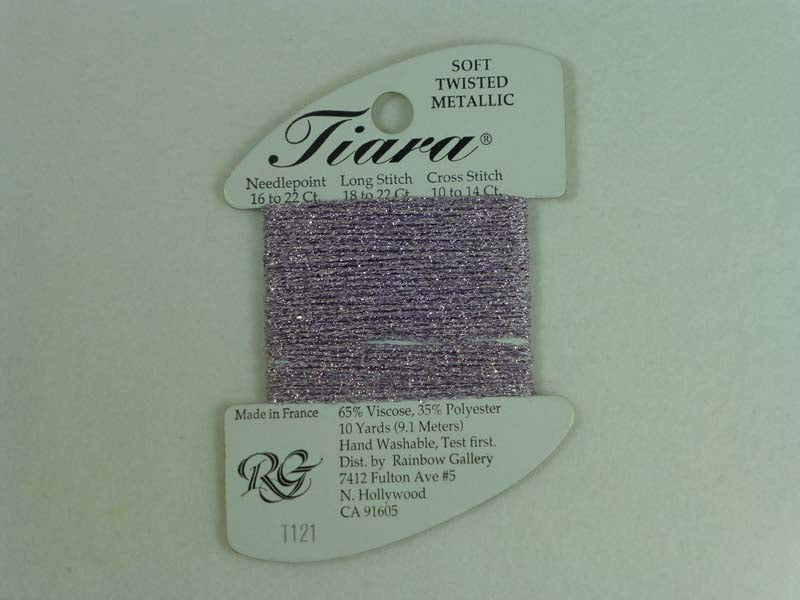 SOFT
TWISTED
METALLIC
Tiara®
Needlepoint Long Stitch Cross Stitch
16 to 22 Ct. 18 to 22 Ct. 10 to 14 Ct.
Made in France
65% Viscose, 35% Polyester
10 Yards (9.1 Meters)
Hand Washable, Test first.
Dist. by Rainbow Gallery
7412 Fulton Ave #5
N. Hollywood
CA 91605
RG
T121